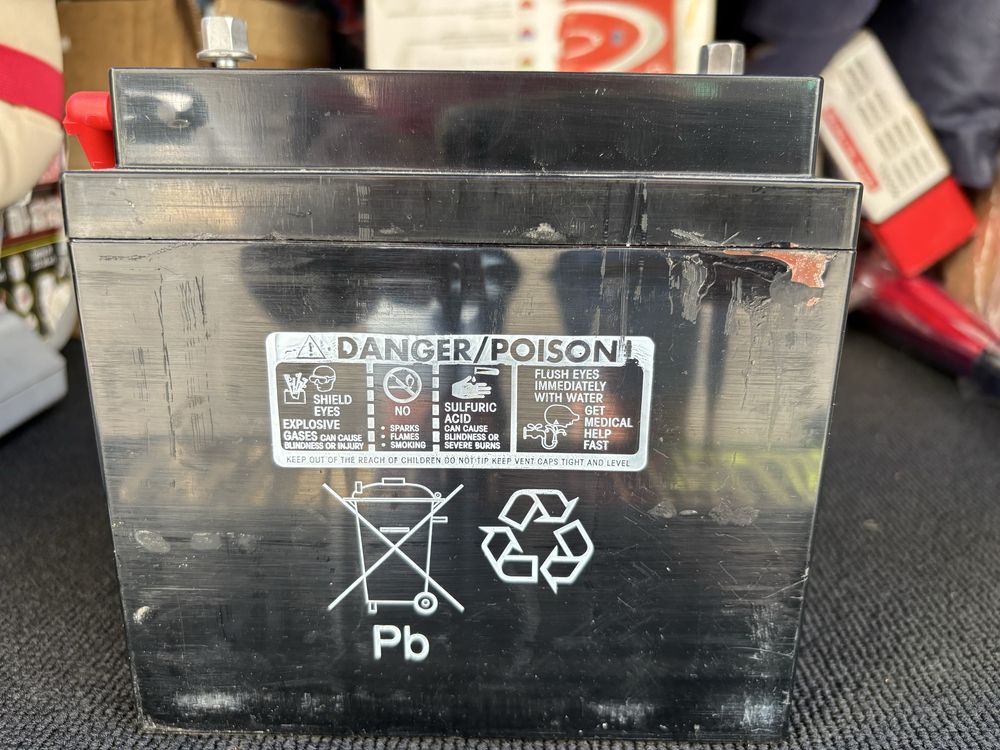 DANGER/POISON!
SHIELD
EYES
EXPLOSIVE
GASES CAN CAUSE
BLINDNESS OR INJURY
NO
• SPARKS
• FLAMES
• SMOKING
SULFURIC
ACID
CAN CAUSE
BLINDNESS OR
SEVERE BURNS
FLUSH EYES
IMMEDIATELY
WITH WATER
GET
MEDICAL
HELP
FAST
KEEP OUT OF THE REACH OF CHILDREN DO NOT TIP KEEP VENT CAPS TIGHT AND LEVEL
Pb